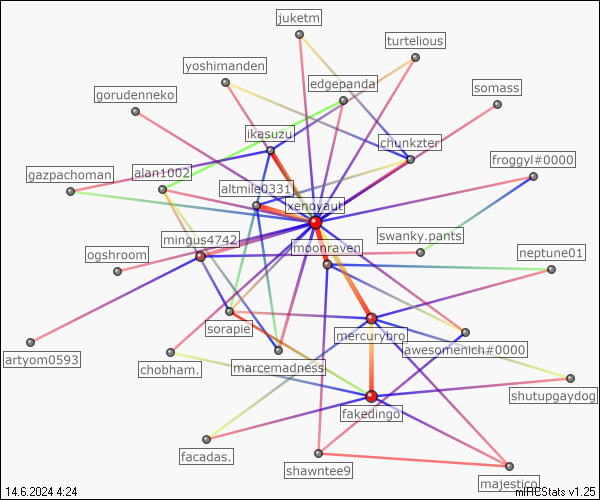 juketm
turtelious
yoshimanden
edgepanda
somass
gorudenneko
ikasuzu
chunkzter
froggyl#0000
gazpachoman
alan1002
altmile0331
xenoyaut
mingus4742
swanky.pants
moonraven
neptune01
ogshroom
sorapie
mercurybro
awesomenich#0000
artyom0593
chobham.
marcemadness
shutupgaydog
fakedingo
facadas.
shawntee9
majestico
14.6.2024 4:24
mIRCStats v1.25